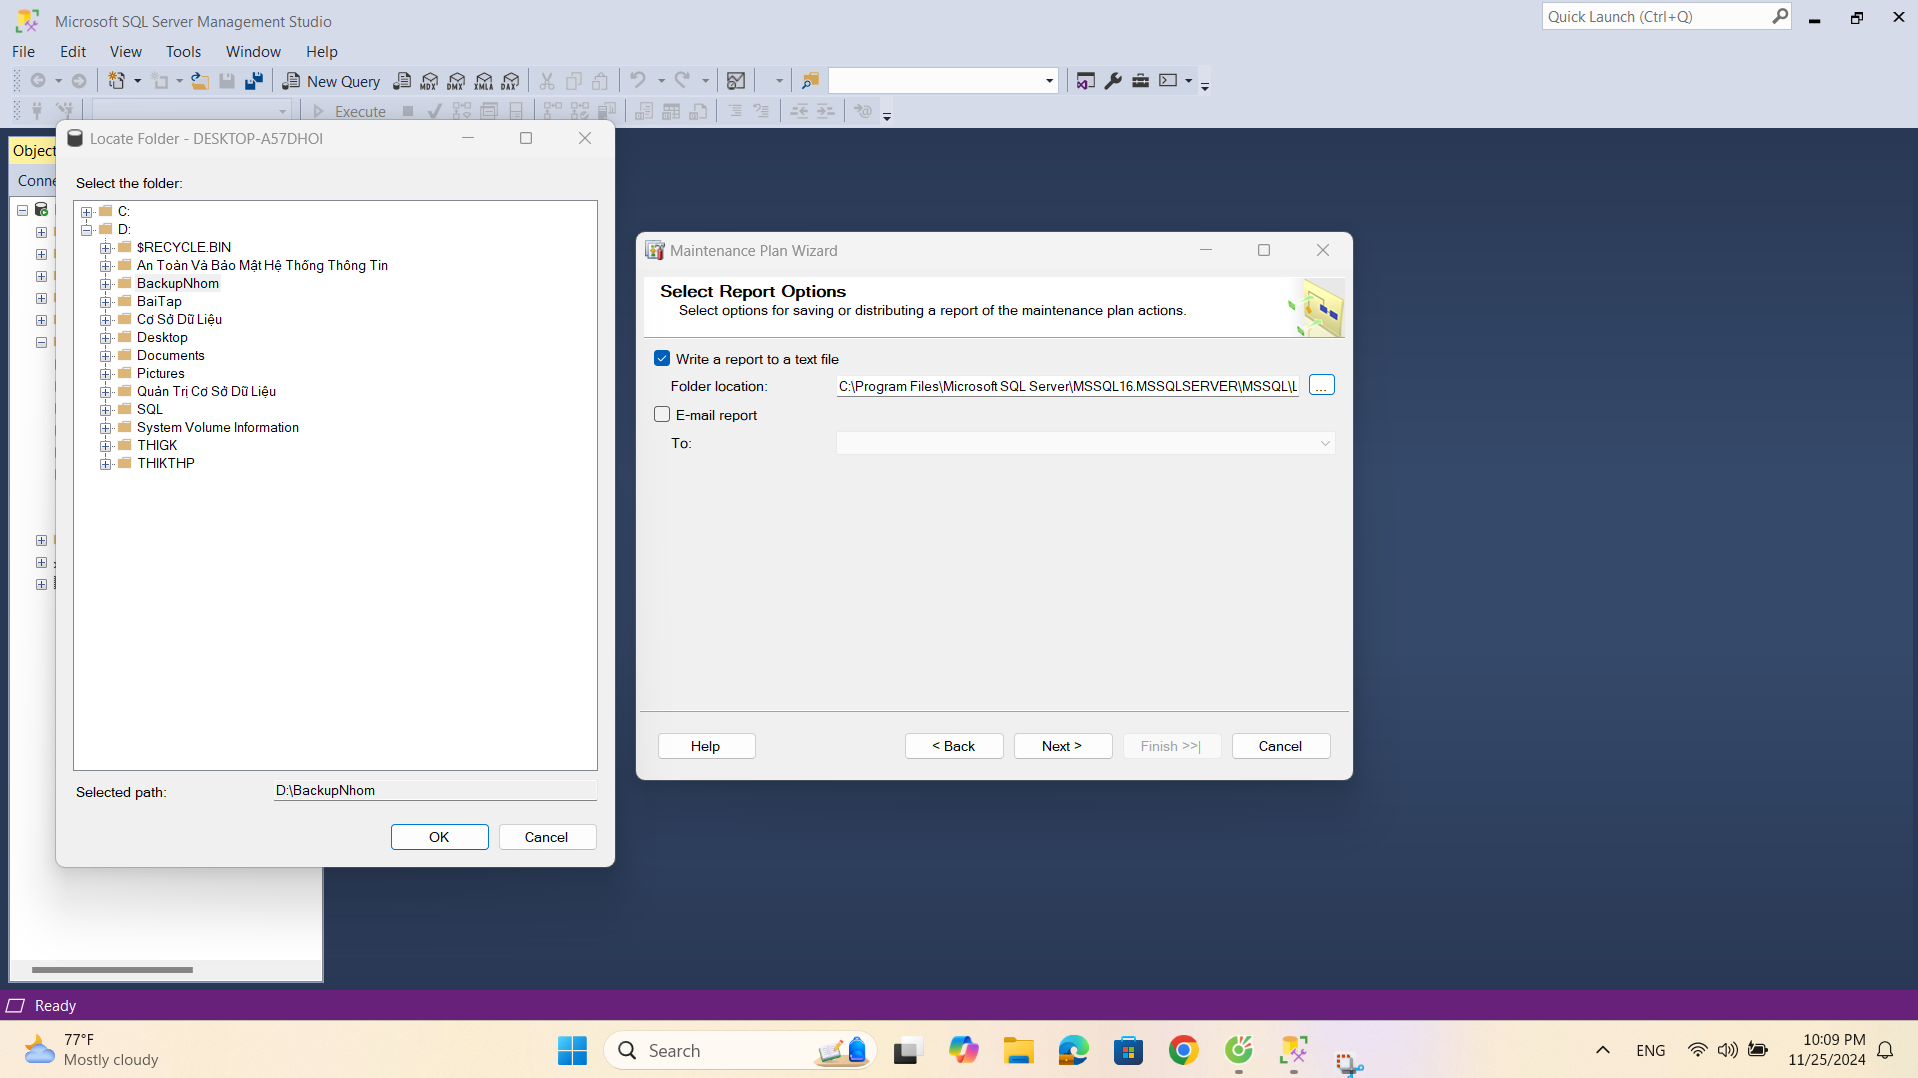 Microsoft SQL Server Management Studio
Quick Launch (Ctrl+Q)
File Edit View Tools Window Help
New Query
MDX DMX XMLA DAX
Execute
Object
Conne
Locate Folder - DESKTOP-A57DHOI
Select the folder:
C:
D:
$RECYCLE.BIN
An Toàn Và Bảo Mật Hệ Thống Thông Tin
BackupNhom
BaiTap
Cơ Sở Dữ Liệu
Desktop
Documents
Pictures
Quản Trị Cơ Sở Dữ Liệu
SQL
System Volume Information
THIGK
THIKTHP
Selected path:
D:\BackupNhom
OK
Cancel
Maintenance Plan Wizard
Select Report Options
Select options for saving or distributing a report of the maintenance plan actions.
Write a report to a text file
Folder location:
C:\Program Files\Microsoft SQL Server\MSSQL16.MSSQLSERVER\MSSQL\L
...
E-mail report
To:
Help
< Back
Next >
Finish >>|
Cancel
Ready
77°F
Mostly cloudy
Search
ENG
10:09 PM
11/25/2024